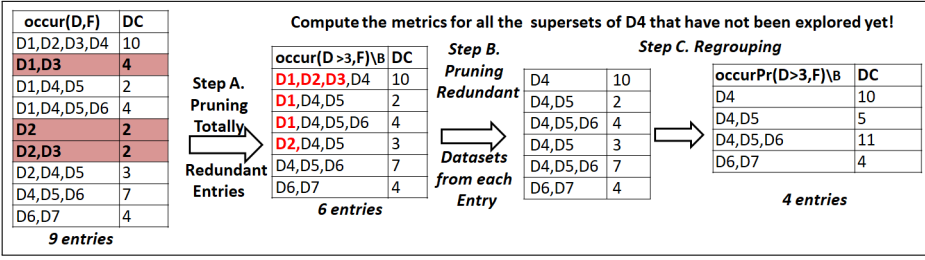 Compute the metrics for all the supersets of D4 that have not been explored yet!
occur(D,F) DC
D1,D2,D3,D4 10
D1,D3 4
D1,D4,D5 2
D1,D4,D5,D6 4
D2 2
D2,D3 2
D2,D4,D5 3
D4,D5,D6 7
D6,D7 4
9 entries
Step A.
Pruning
Totally
Redundant
Entries
occur(D >3,F)\B DC
D1,D2,D3,D4 10
D1,D4,D5 2
D1,D4,D5,D6 4
D2,D4,D5 3
D4,D5,D6 7
D6,D7 4
6 entries
Step B.
Pruning
Redundant
Datasets
from each
Entry
D4 10
D4,D5 2
D4,D5,D6 4
D4,D5 3
D4,D5,D6 7
D6,D7 4
Step C. Regrouping
occurPr(D>3,F)\B DC
D4 10
D4,D5 5
D4,D5,D6 11
D6,D7 4
4 entries